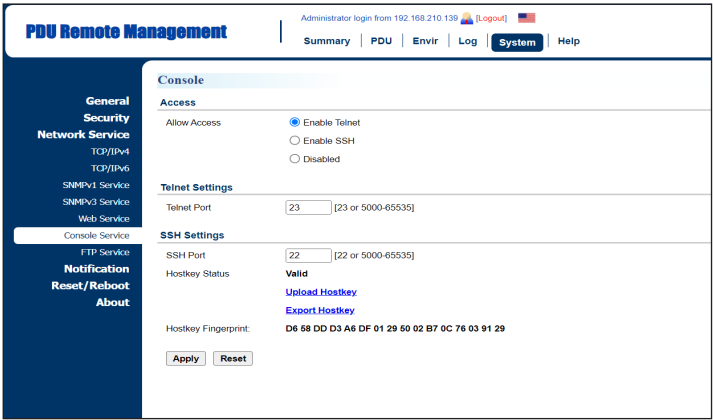 Administrator login from 192.168.210.139 [Logout]
PDU Remote Management
Summary | PDU | Envir | Log | System | Help
Console
General
Security
Network Service
TCP/IPv4
TCP/IPv6
SNMPv1 Service
SNMPv3 Service
Web Service
Console Service
FTP Service
Notification
Reset/Reboot
About
Access
Allow Access
Enable Telnet
Enable SSH
Disabled
Telnet Settings
Telnet Port 23 [23 or 5000-65535]
SSH Settings
SSH Port 22 [22 or 5000-65535]
Hostkey Status Valid
Upload Hostkey
Export Hostkey
Hostkey Fingerprint: D6 58 DD D3 A6 DF 01 29 50 02 B7 0C 76 03 91 29
Apply Reset